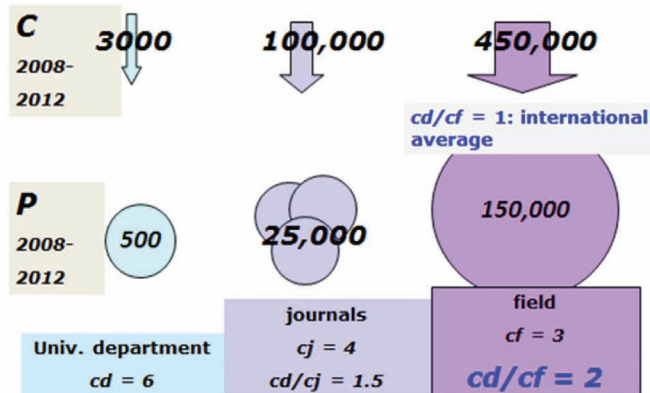 C
2008-
2012
3000
100,000
450,000
cd/cf = 1: international
average
P
2008-
2012
500
25,000
150,000
Univ. department
cd = 6
journals
cj = 4
cd/cj = 1.5
field
cf = 3
cd/cf = 2